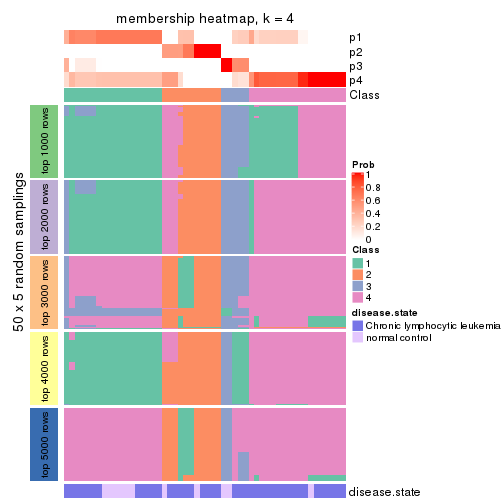 membership heatmap, k = 4
p1
p2
p3
p4
Class
50 x 5 random samplings
top 1000 rows
top 2000 rows
top 3000 rows
top 4000 rows
top 5000 rows
disease.state
Prob
1
0.8
0.6
0.4
0.2
0
Class
1
2
3
4
disease.state
Chronic lymphocytic leukemia
normal control